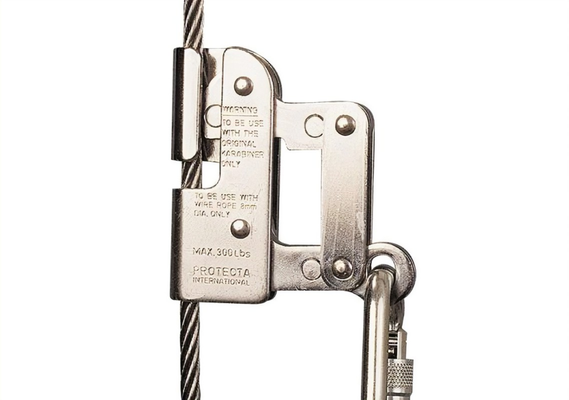 WARNING
TO BE USE
WITH THE
ORIGINAL
KARABINER
ONLY
TO BE USE WITH
WIRE ROPE 8mm
DIA. ONLY
MAX. 300 Lbs
PROTECTA
INTERNATIONAL